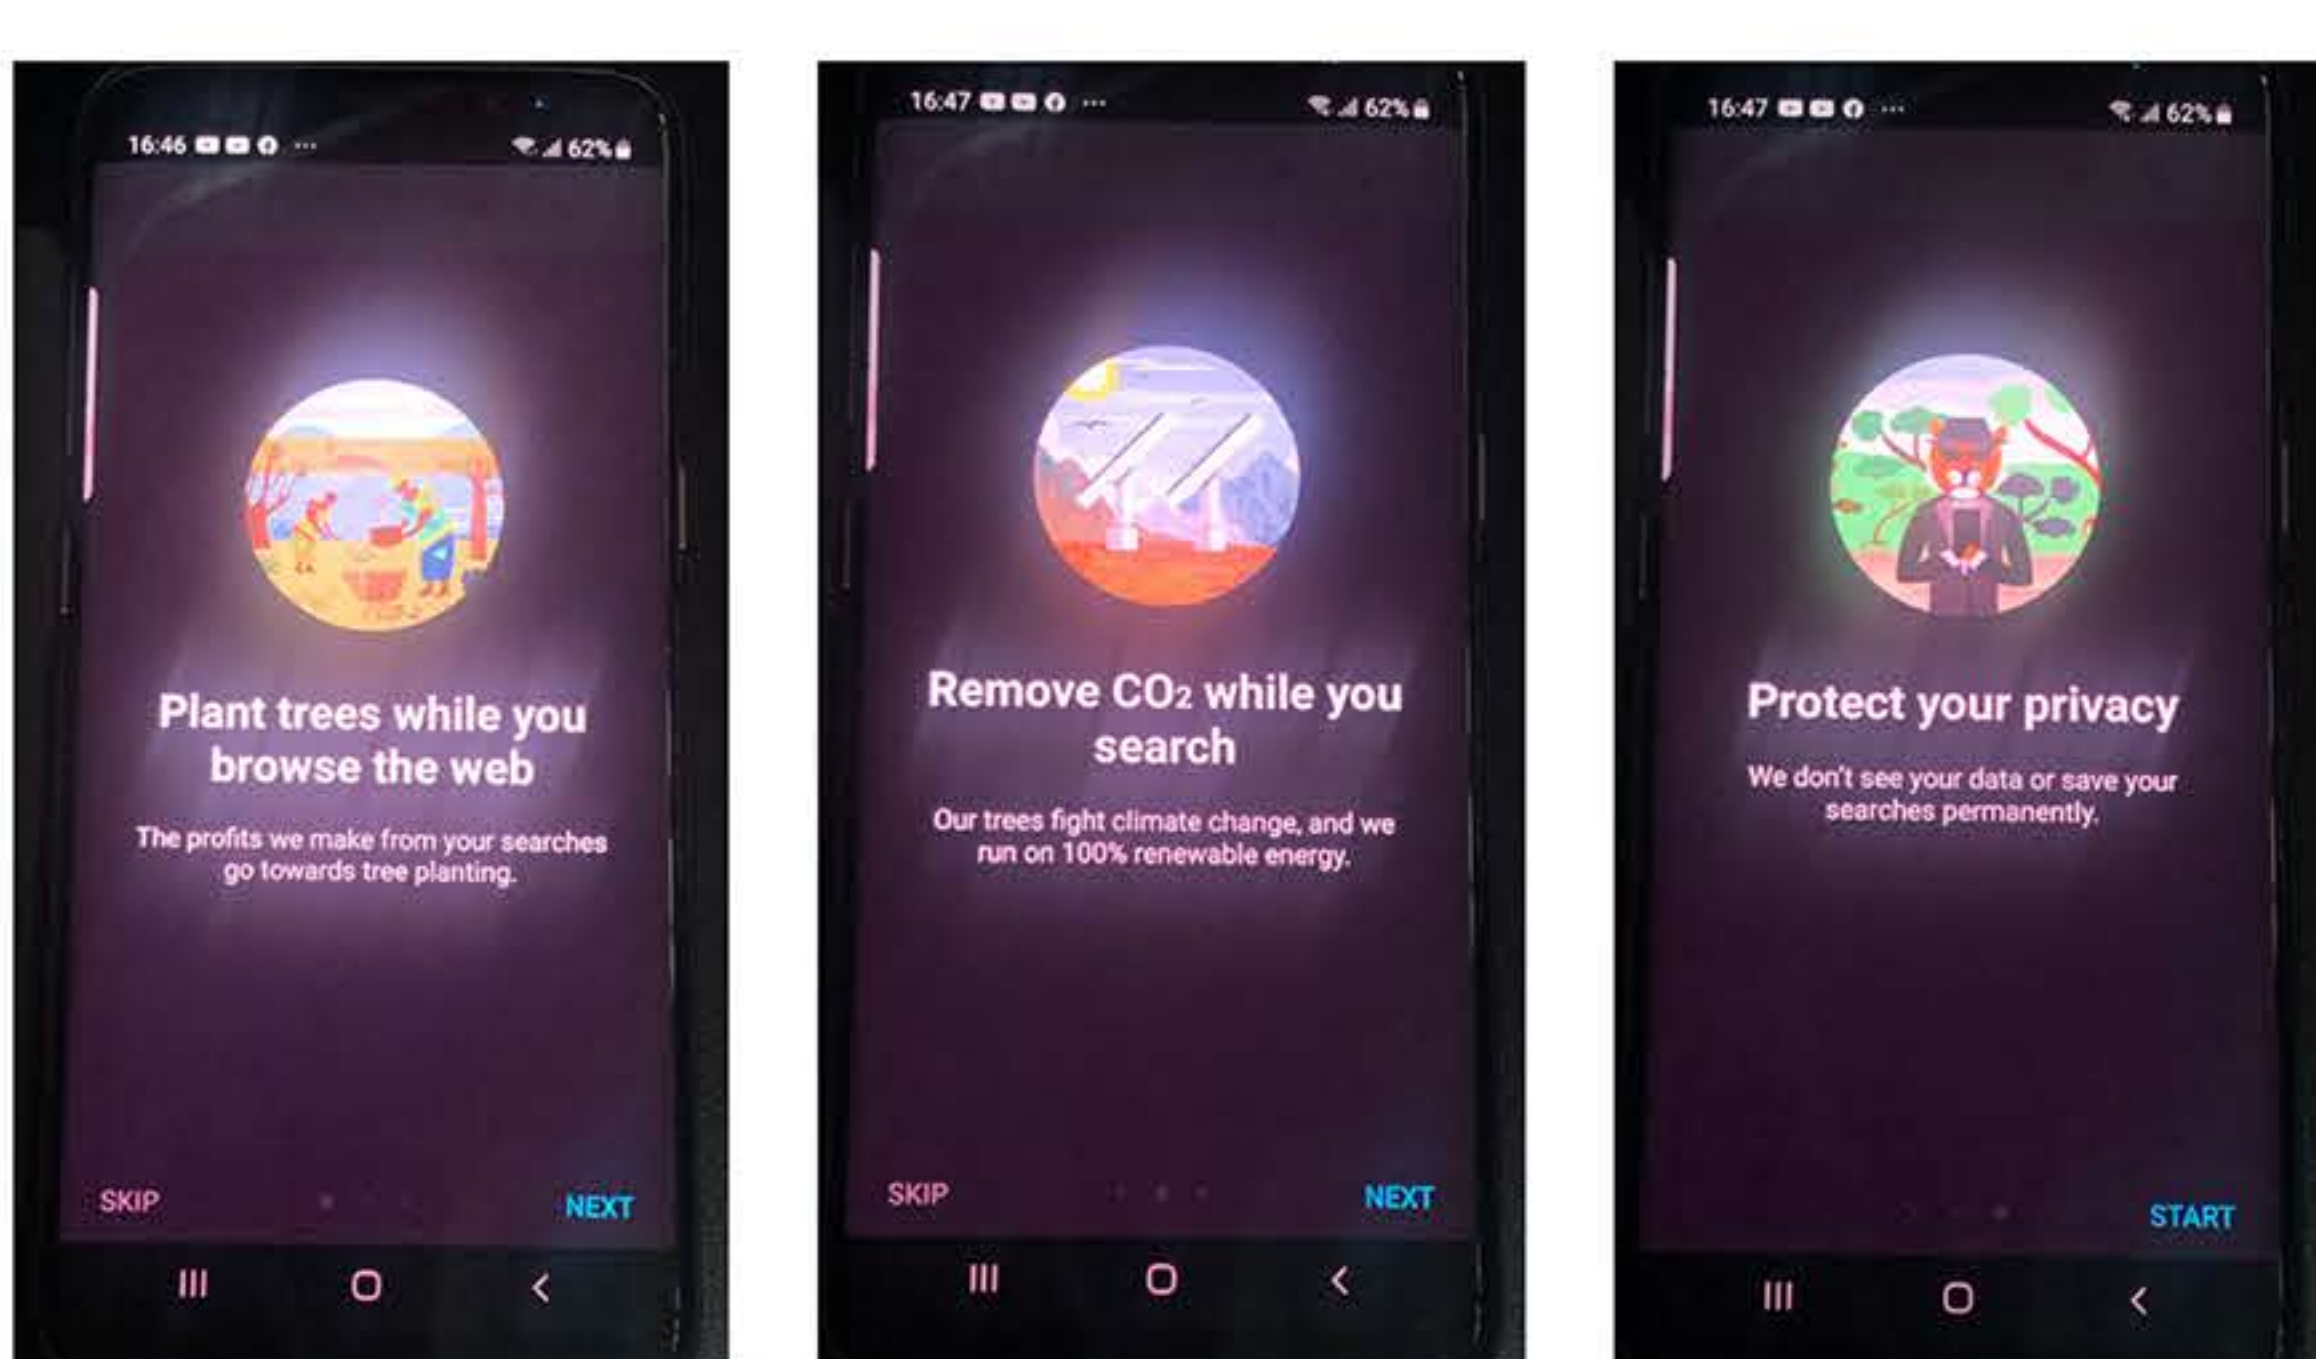 16:46
62%
Plant trees while you
browse the web
The profits we make from your searches
go towards tree planting.
SKIP
NEXT
16:47
62%
Remove CO2 while you
search
Our trees fight climate change, and we
run on 100% renewable energy.
SKIP
NEXT
16:47
62%
Protect your privacy
We don't see your data or save your
searches permanently.
START